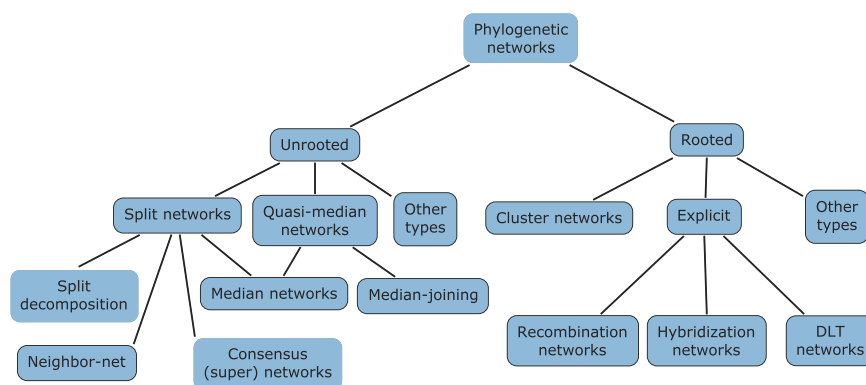 Phylogenetic
networks
Unrooted
Rooted
Split networks
Quasi-median
networks
Other
types
Cluster networks
Explicit
Other
types
Split
decomposition
Median networks
Median-joining
Neighbor-net
Consensus
(super) networks
Recombination
networks
Hybridization
networks
DLT
networks